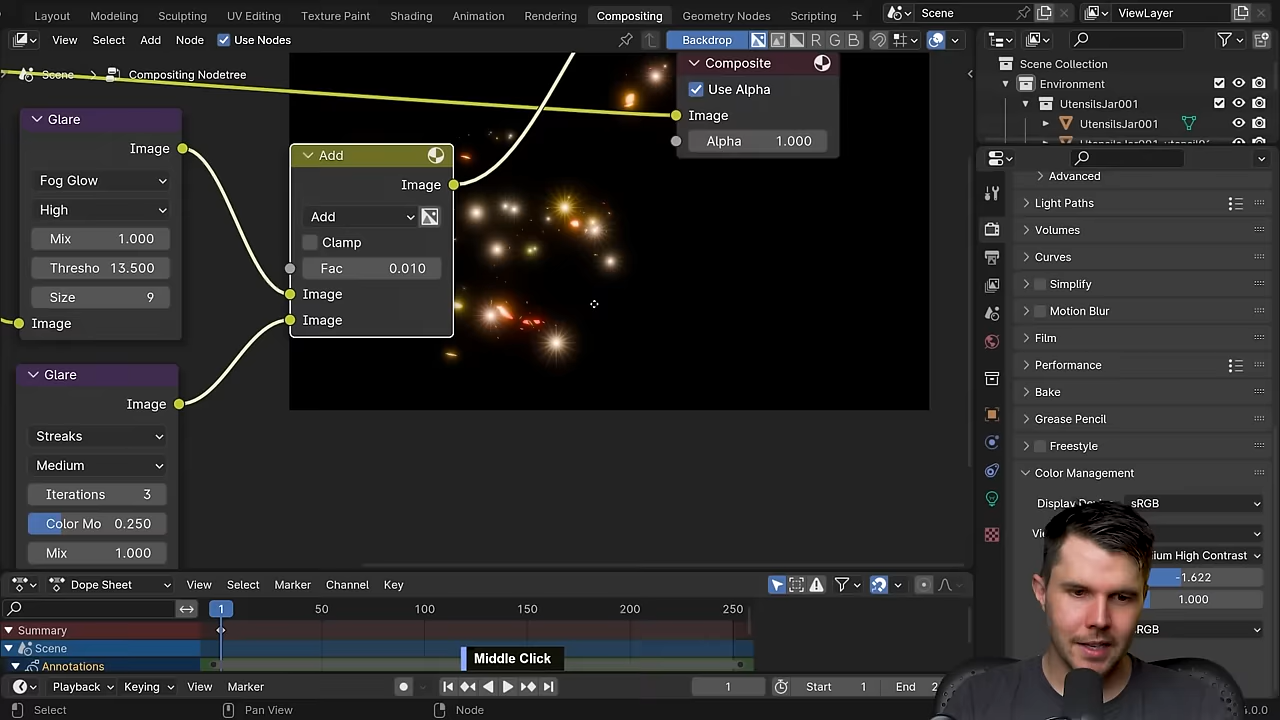 Layout Modeling Sculpting UV Editing Texture Paint Shading Animation Rendering Compositing Geometry Nodes Scripting + Scene ViewLayer
View Select Add Node Use Nodes Backdrop R G B
Scene > Compositing Nodetree
Scene Collection
Environment
UtensilsJar001
UtensilsJar001
Glare
Image
Fog Glow
High
Mix 1.000
Thresho 13.500
Size 9
Image
Add
Image
Add
Clamp
Fac 0.010
Image
Image
Composite
Use Alpha
Image
Alpha 1.000
Glare
Image
Streaks
Medium
Iterations 3
Color Mo 0.250
Mix 1.000
Advanced
Light Paths
Volumes
Curves
Simplify
Motion Blur
Film
Performance
Bake
Grease Pencil
Freestyle
Color Management
sRGB
ium High Contrast
-1.622
1.000
RGB
Dope Sheet View Select Marker Channel Key
1 50 100 150 200 250
Summary
Scene
Annotations
Middle Click
Playback Keying View Marker 1 Start 1 End
Select Pan View Node